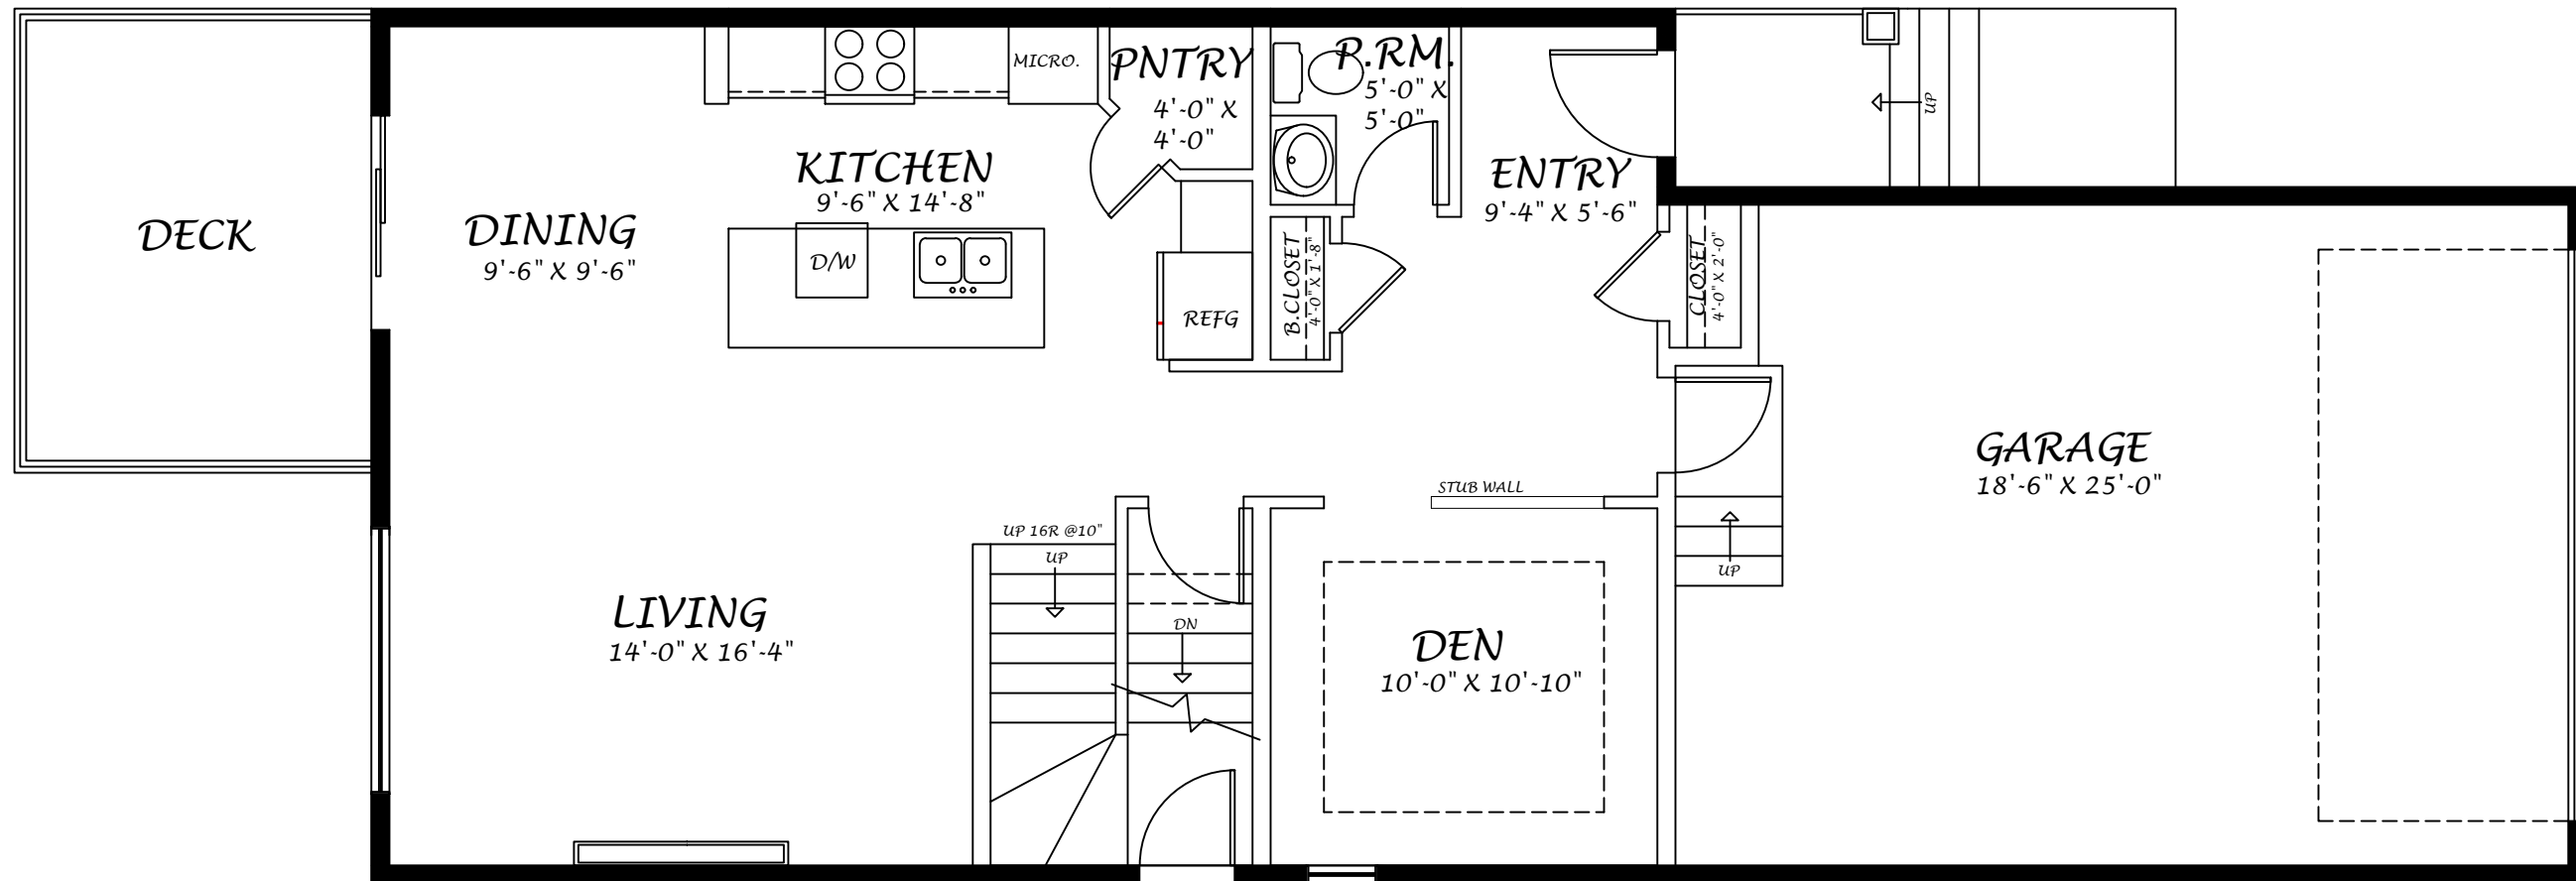 DECK
DINING
9'-6" X 9'-6"
KITCHEN
9'-6" X 14'-8"
D/W
MICRO.
PNTRY
4'-0" X
4'-0"
REFG
P.RM.
5'-0" X
5'-0"
B.CLOSET
4'-0" X 1'-8"
ENTRY
9'-4" X 5'-6"
CLOSET
4'-0" X 2'-0"
UP
GARAGE
18'-6" X 25'-0"
UP
STUB WALL
DEN
10'-0" X 10'-10"
UP 16R @10"
UP
DN
LIVING
14'-0" X 16'-4"